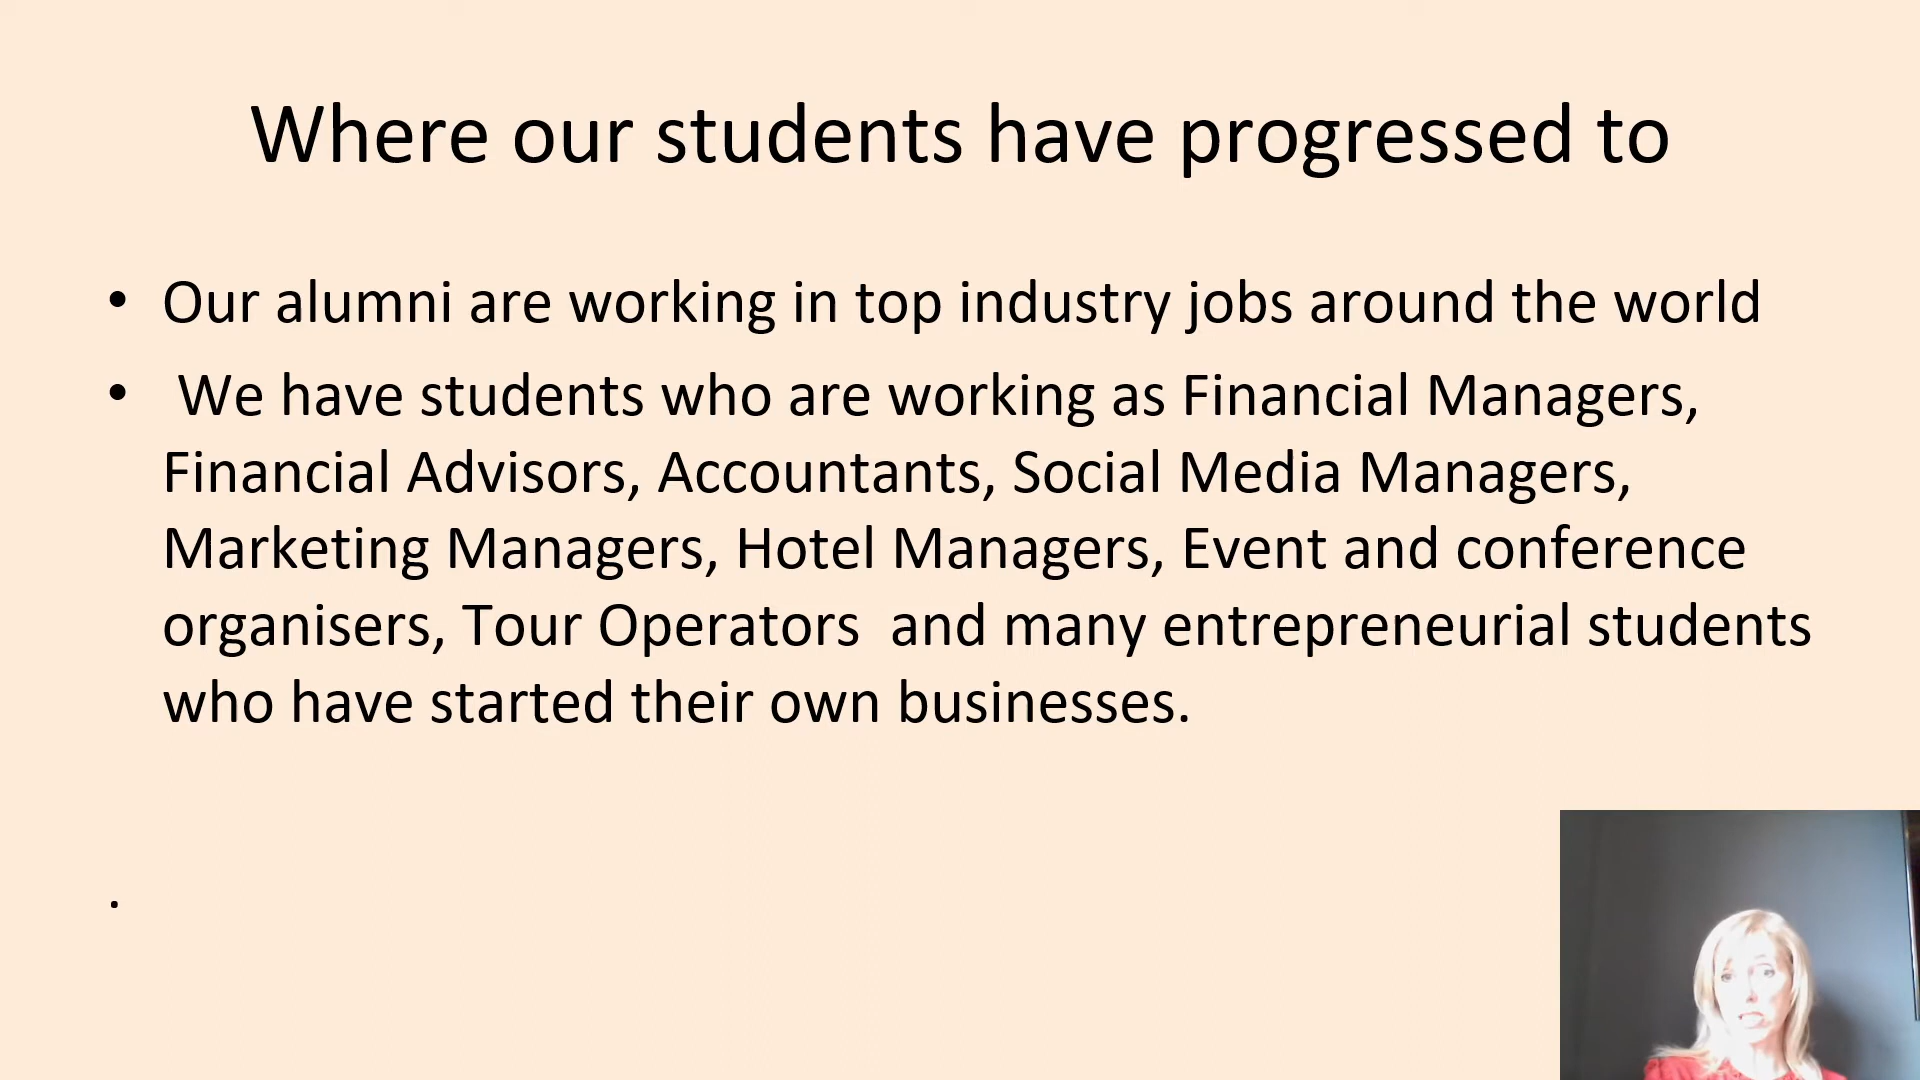 Where our students have progressed to
• Our alumni are working in top industry jobs around the world
• We have students who are working as Financial Managers,
Financial Advisors, Accountants, Social Media Managers,
Marketing Managers, Hotel Managers, Event and conference
organisers, Tour Operators  and many entrepreneurial students
who have started their own businesses.
.